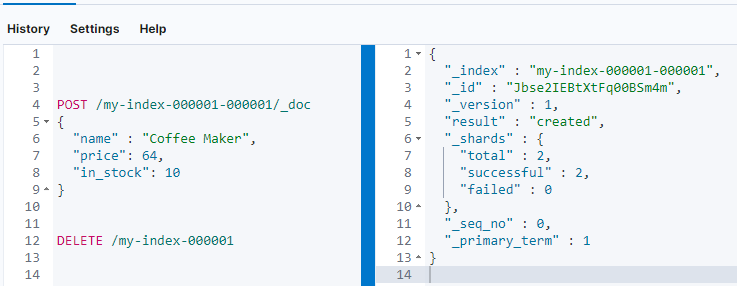 History Settings Help
1
2
3
4 POST /my-index-000001-000001/_doc
5 {
6 "name" : "Coffee Maker",
7 "price": 64,
8 "in_stock": 10
9 }
10
11
12 DELETE /my-index-000001
13
14
1 {
2 "_index" : "my-index-000001-000001",
3 "_id" : "Jbse2IEBtXtFq00BSm4m",
4 "_version" : 1,
5 "result" : "created",
6 "_shards" : {
7 "total" : 2,
8 "successful" : 2,
9 "failed" : 0
10 },
11 "_seq_no" : 0,
12 "_primary_term" : 1
13 }
14